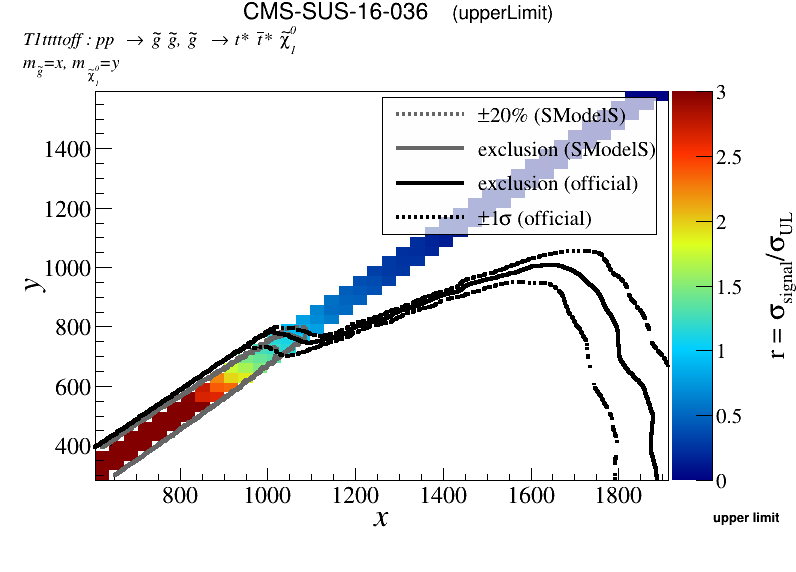 CMS-SUS-16-036 (upperLimit)
T1ttttoff : pp → g̃ g̃, g̃ → t* t̄* χ̃⁰₁
m_g̃=x, m_χ̃⁰₁=y
±20% (SModelS)
exclusion (SModelS)
exclusion (official)
±1σ (official)
y
1400
1200
1000
800
600
400
800 1000 1200 1400 1600 1800
x
3
2.5
2
1.5
1
0.5
0
r = σ_signal/σ_UL
upper limit